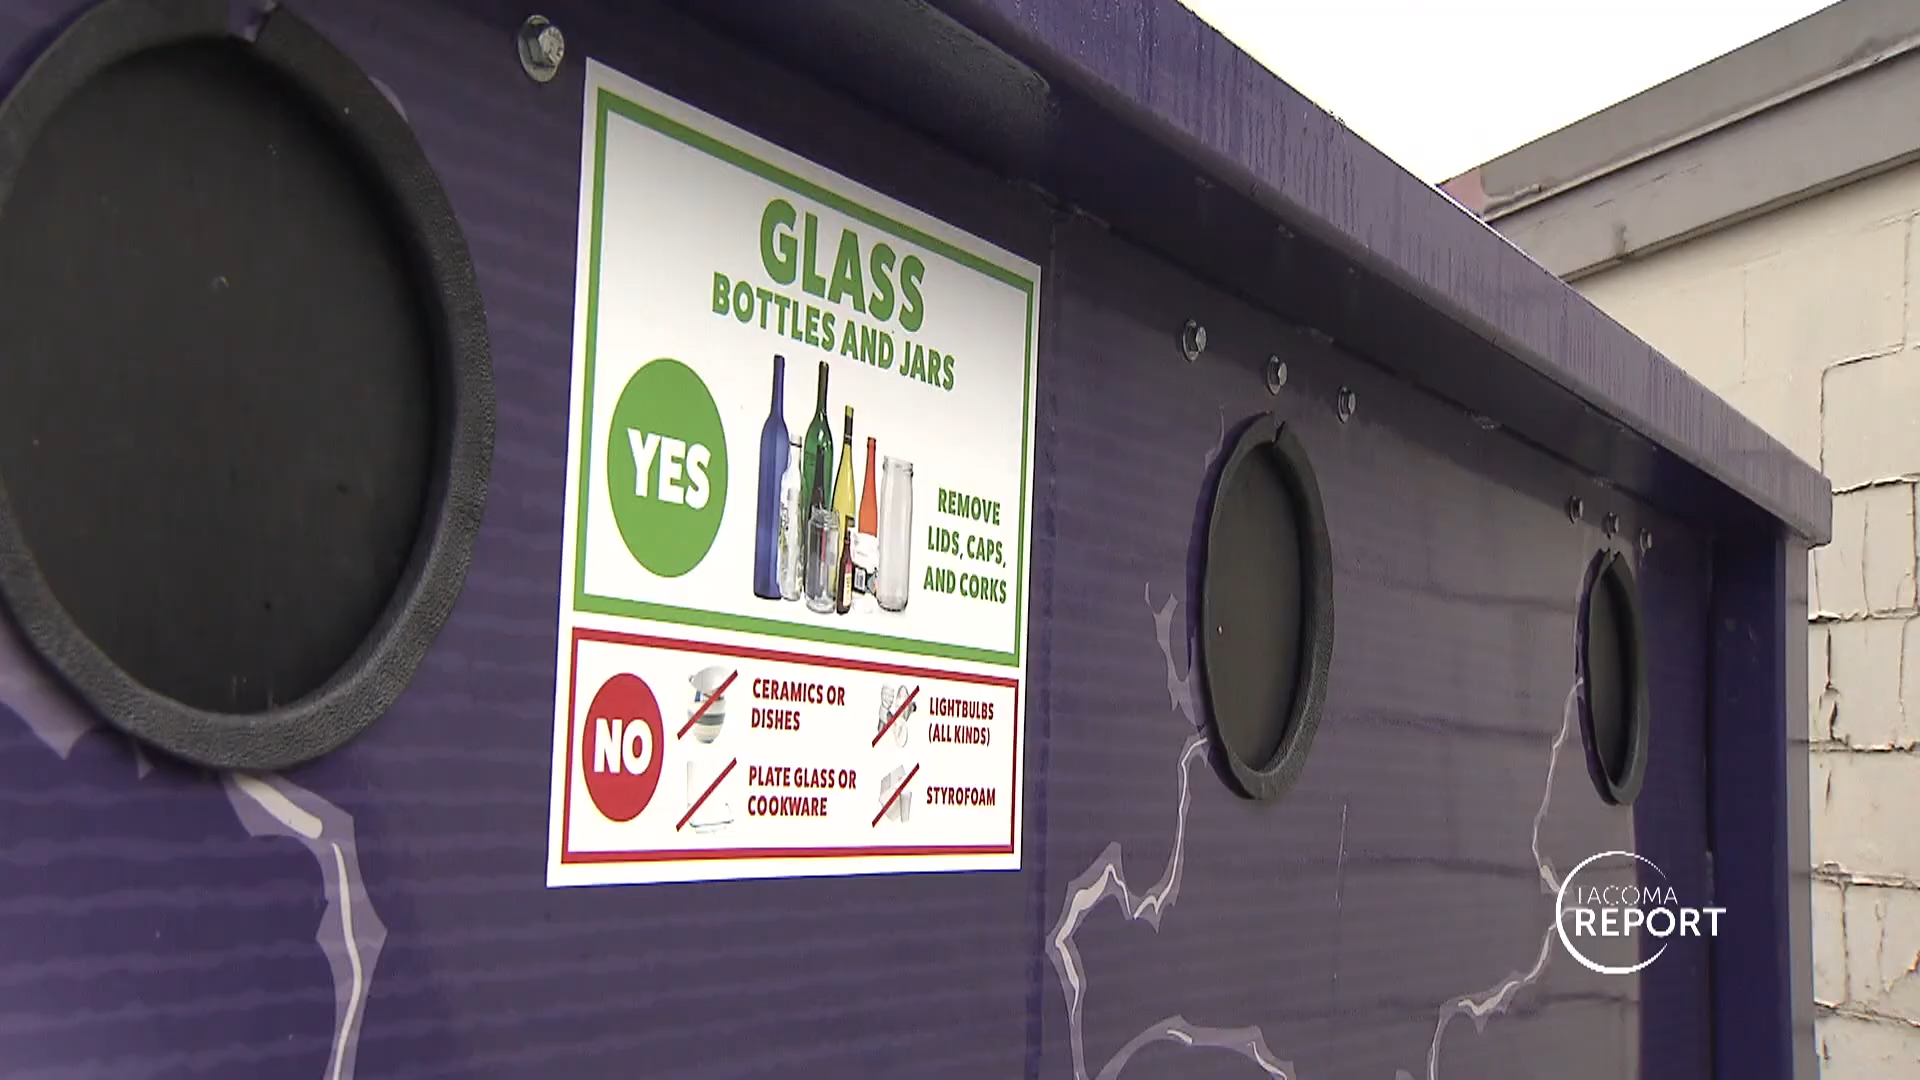 GLASS
BOTTLES AND JARS
YES
REMOVE
LIDS, CAPS,
AND CORKS
NO
CERAMICS OR
DISHES
LIGHTBULBS
(ALL KINDS)
PLATE GLASS OR
COOKWARE
STYROFOAM
TACOMA
REPORT